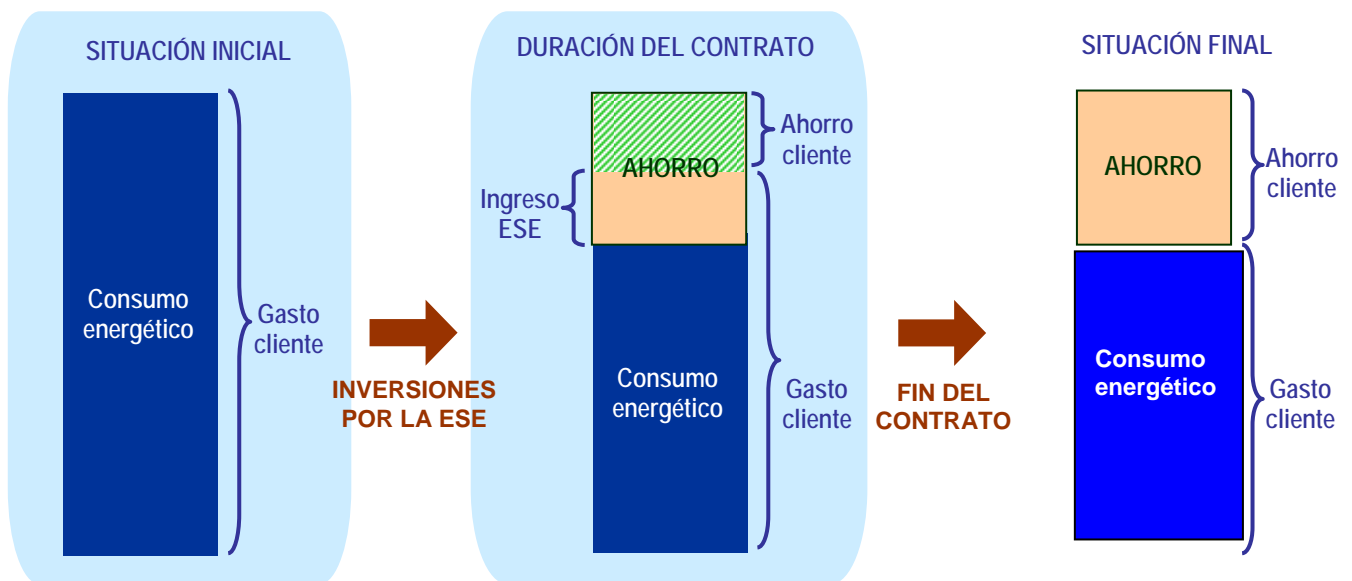 SITUACIÓN INICIAL
Consumo
energético
Gasto
cliente
INVERSIONES
POR LA ESE
DURACIÓN DEL CONTRATO
AHORRO
Ahorro
cliente
Ingreso
ESE
Consumo
energético
Gasto
cliente
FIN DEL
CONTRATO
SITUACIÓN FINAL
AHORRO
Ahorro
cliente
Consumo
energético
Gasto
cliente